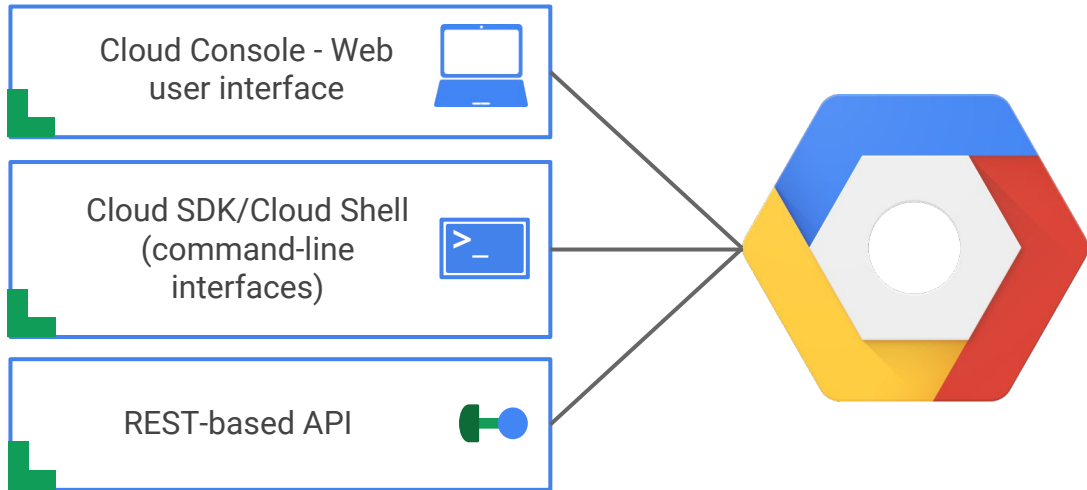 Cloud Console - Web
user interface
Cloud SDK/Cloud Shell
(command-line
interfaces)
>_
REST-based API